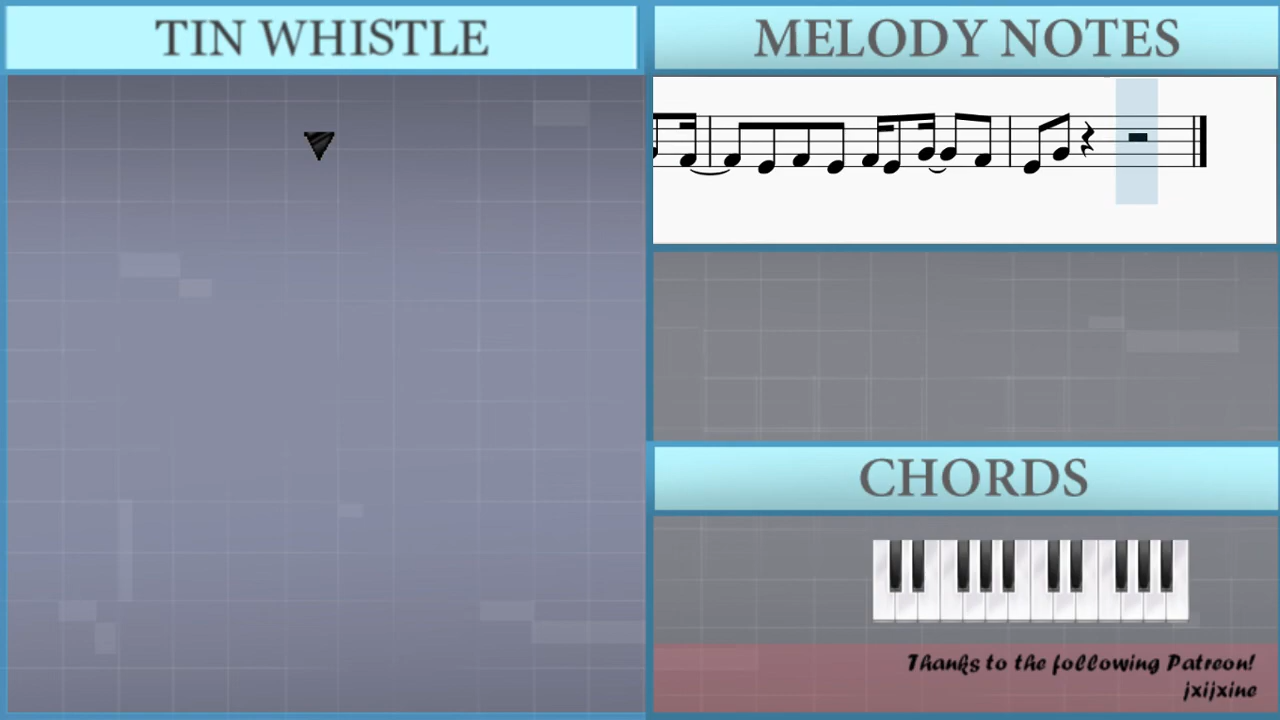 TIN WHISTLE
MELODY NOTES
CHORDS
Thanks to the following Patreon!
jxijxine